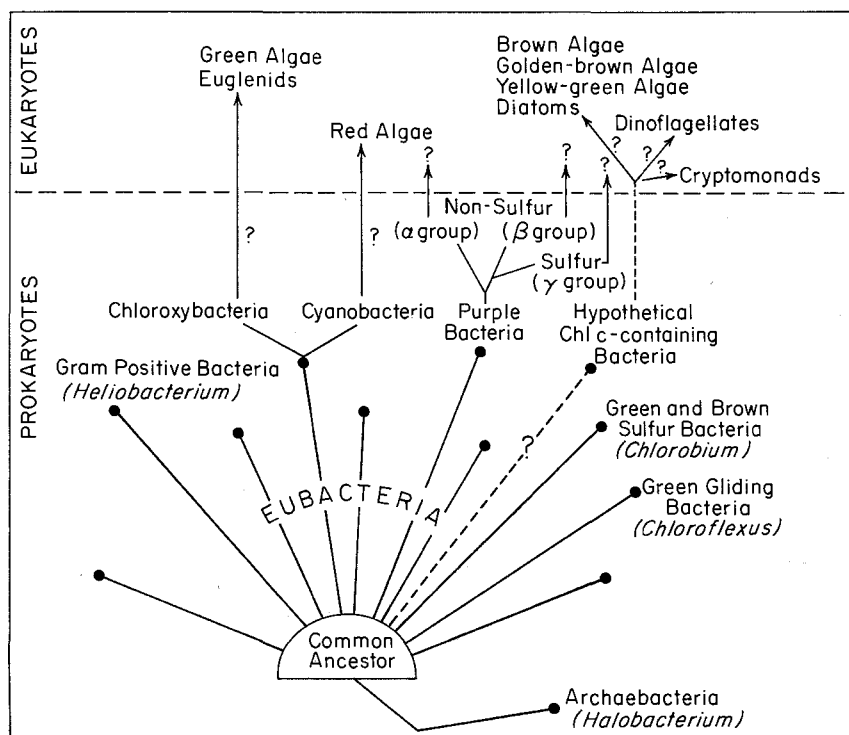 EUKARYOTES
PROKARYOTES
Green Algae
Euglenids
Red Algae
Brown Algae
Golden-brown Algae
Yellow-green Algae
Diatoms
Dinoflagellates
Cryptomonads
?
?
?
?
?
?
Non-Sulfur
(α group)
(β group)
?
?
Sulfur
(γ group)
Chloroxybacteria
Cyanobacteria
Purple
Bacteria
Hypothetical
Chl c-containing
Bacteria
Gram Positive Bacteria
(Heliobacterium)
Green and Brown
Sulfur Bacteria
(Chlorobium)
?
EUBACTERIA
Green Gliding
Bacteria
(Chloroflexus)
Common
Ancestor
Archaebacteria
(Halobacterium)